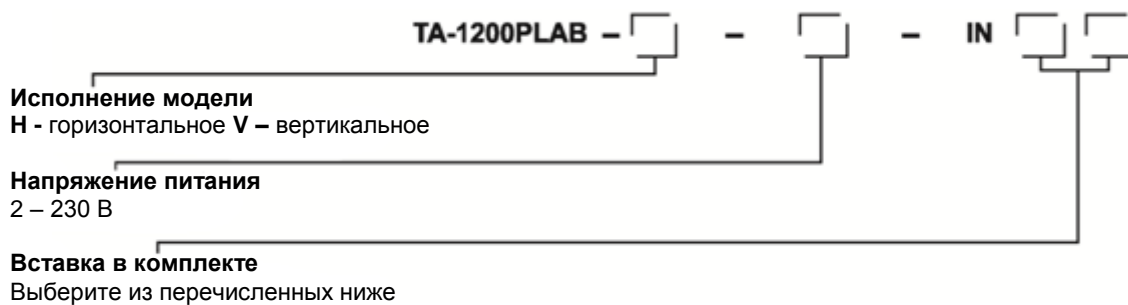 TA-1200PLAB – – – IN
Исполнение модели
H - горизонтальное V – вертикальное
Напряжение питания
2 – 230 В
Вставка в комплекте
Выберите из перечисленных ниже